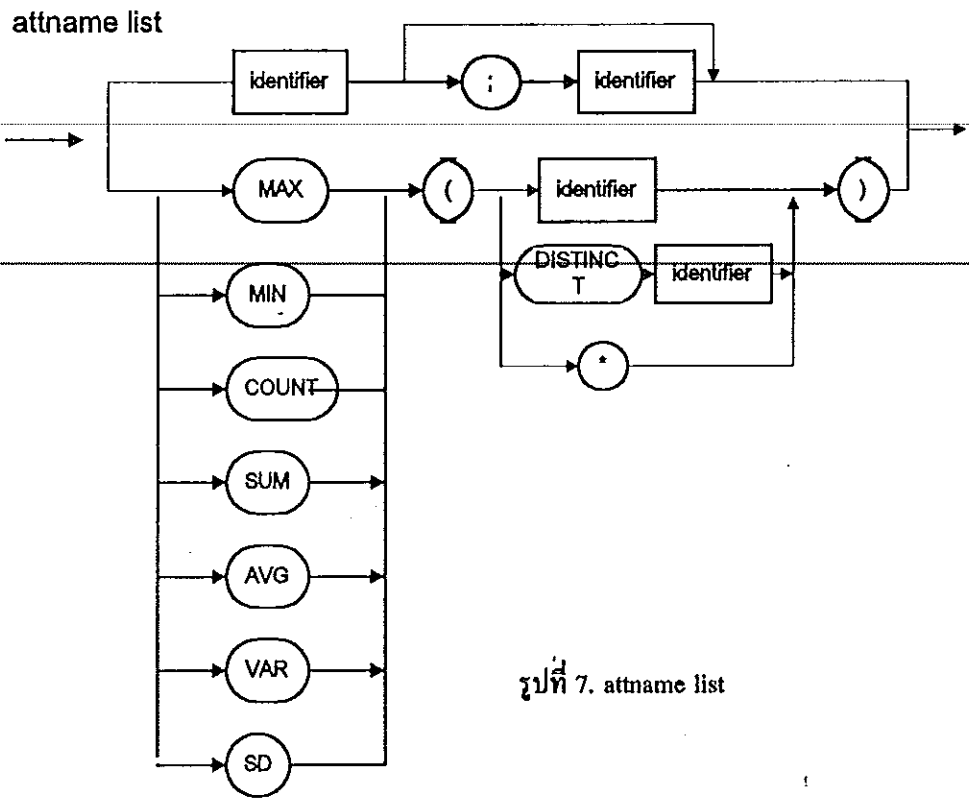 attname list
identifier ; identifier
MAX ( identifier )
DISTINC
T identifier
MIN
*
COUNT
SUM
AVG
VAR
รูปที่ 7. attname list
SD